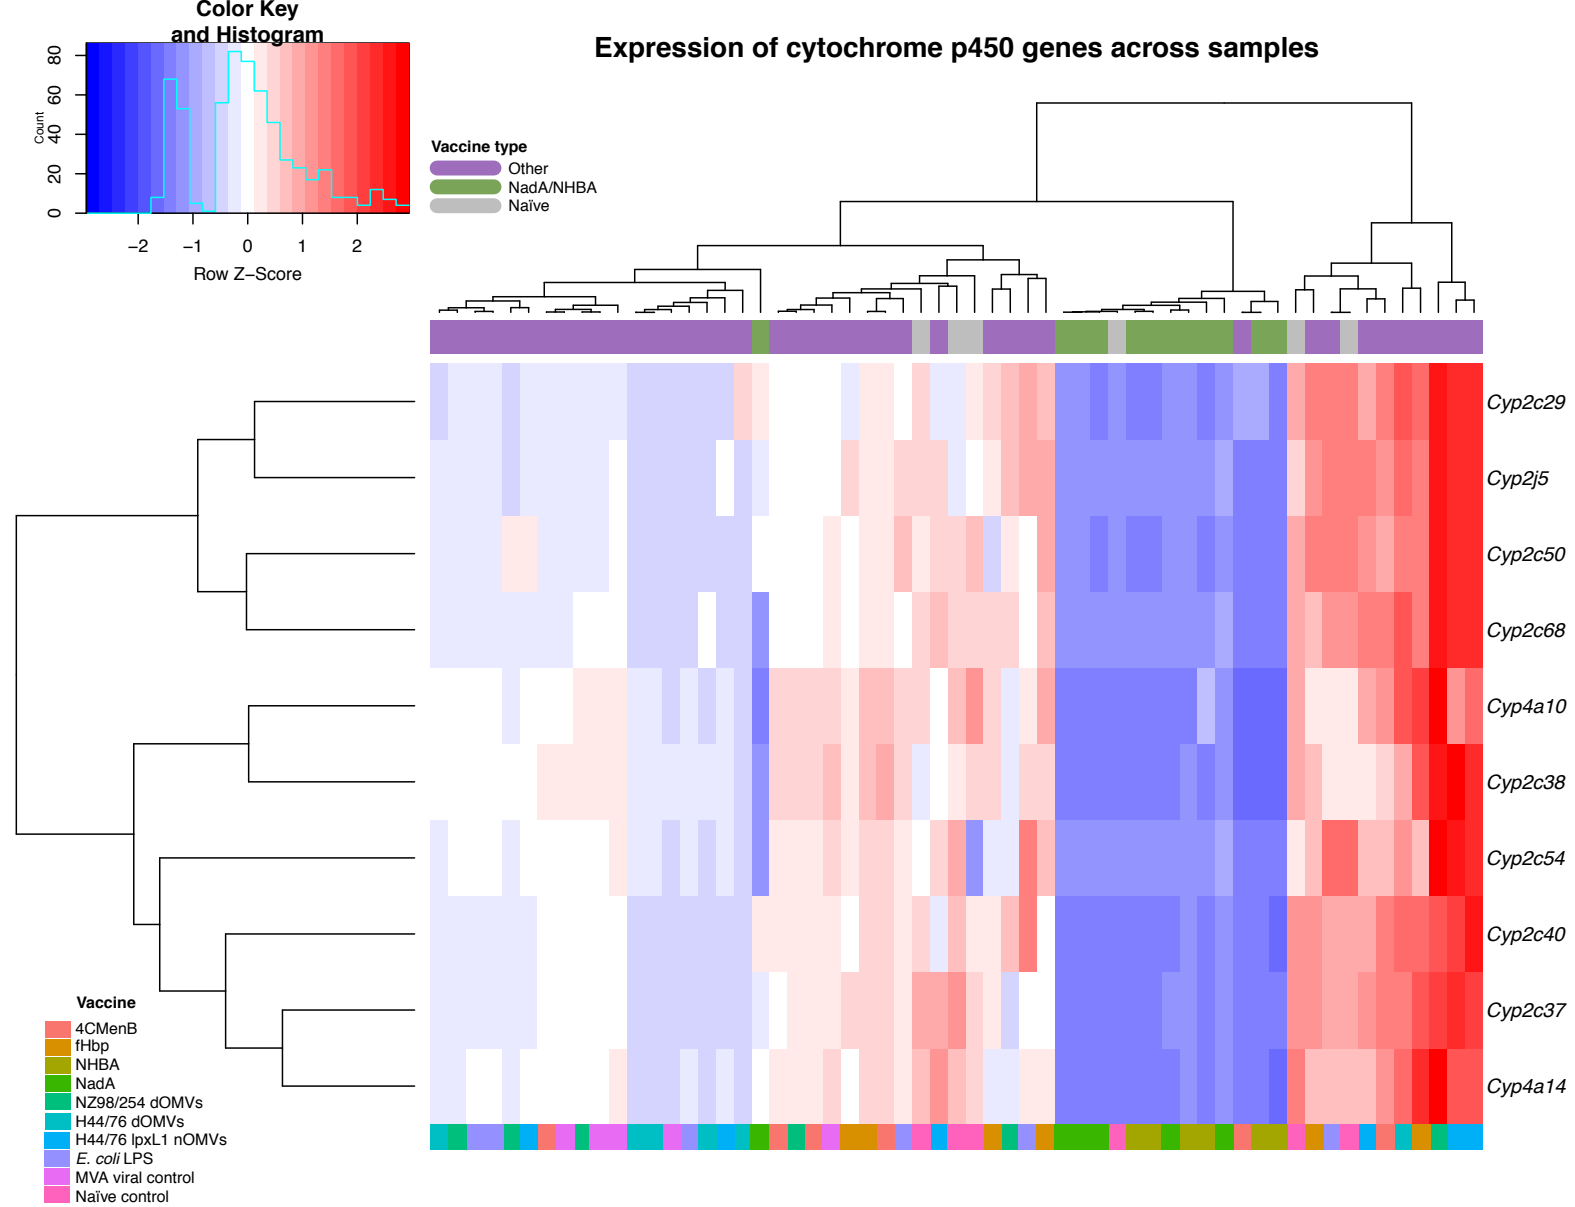 Color Key
and Histogram
Expression of cytochrome p450 genes across samples
Count
0
20
40
60
80
−2
−1
0
1
2
Row Z−Score
Vaccine type
Other
NadA/NHBA
Naïve
Cyp2c29
Cyp2j5
Cyp2c50
Cyp2c68
Cyp4a10
Cyp2c38
Cyp2c54
Cyp2c40
Cyp2c37
Cyp4a14
Vaccine
4CMenB
fHbp
NHBA
NadA
NZ98/254 dOMVs
H44/76 dOMVs
H44/76 lpxL1 nOMVs
E. coli LPS
MVA viral control
Naïve control